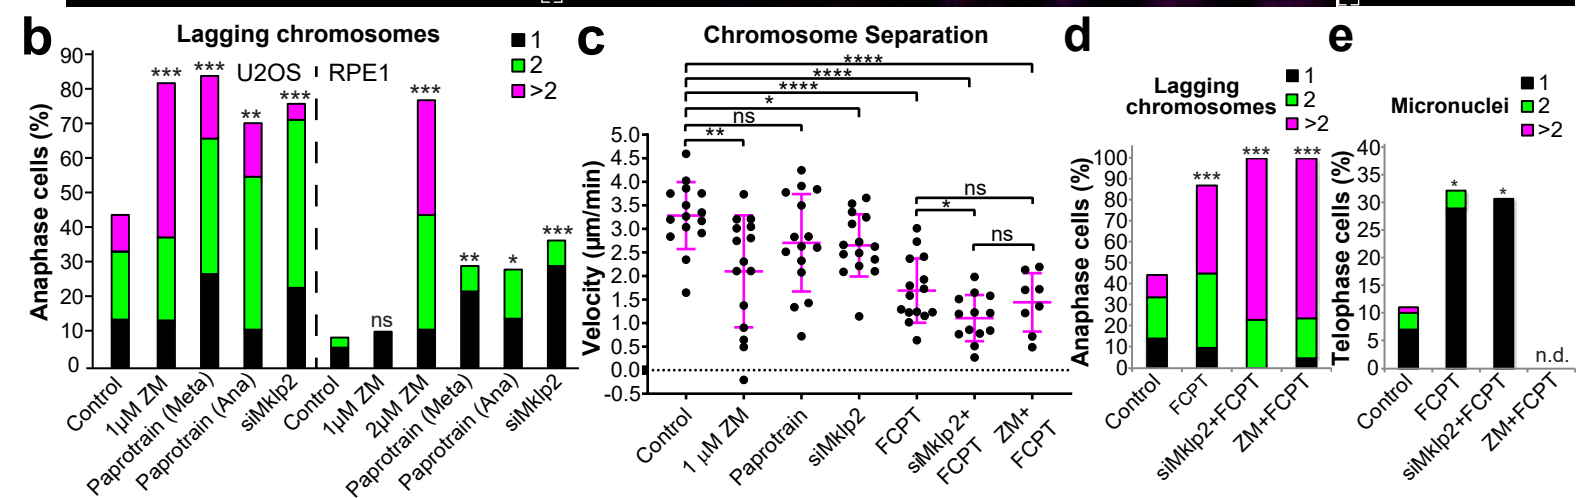 b
Lagging chromosomes
1
2
>2
U2OS
RPE1
Anaphase cells (%)
90
80
70
60
50
40
30
20
10
0
***
***
**
***
ns
***
**
*
***
Control
1µM ZM
Paprotrain (Meta)
Paprotrain (Ana)
siMklp2
Control
1µM ZM
2µM ZM
Paprotrain (Meta)
Paprotrain (Ana)
siMklp2
c
Chromosome Separation
****
****
****
*
ns
**
ns
*
ns
Velocity (µm/min)
5.0
4.5
4.0
3.5
3.0
2.5
2.0
1.5
1.0
0.5
0.0
-0.5
Control
1 µM ZM
Paprotrain
siMklp2
FCPT
siMklp2+
FCPT
ZM+
FCPT
d
Lagging
chromosomes
1
2
>2
Anaphase cells (%)
100
90
80
70
60
50
40
30
20
10
0
***
***
***
Control
FCPT
siMklp2+FCPT
ZM+FCPT
e
Micronuclei
1
2
>2
Telophase cells (%)
40
35
30
25
20
15
10
5
0
*
*
n.d.
Control
FCPT
siMklp2+FCPT
ZM+FCPT